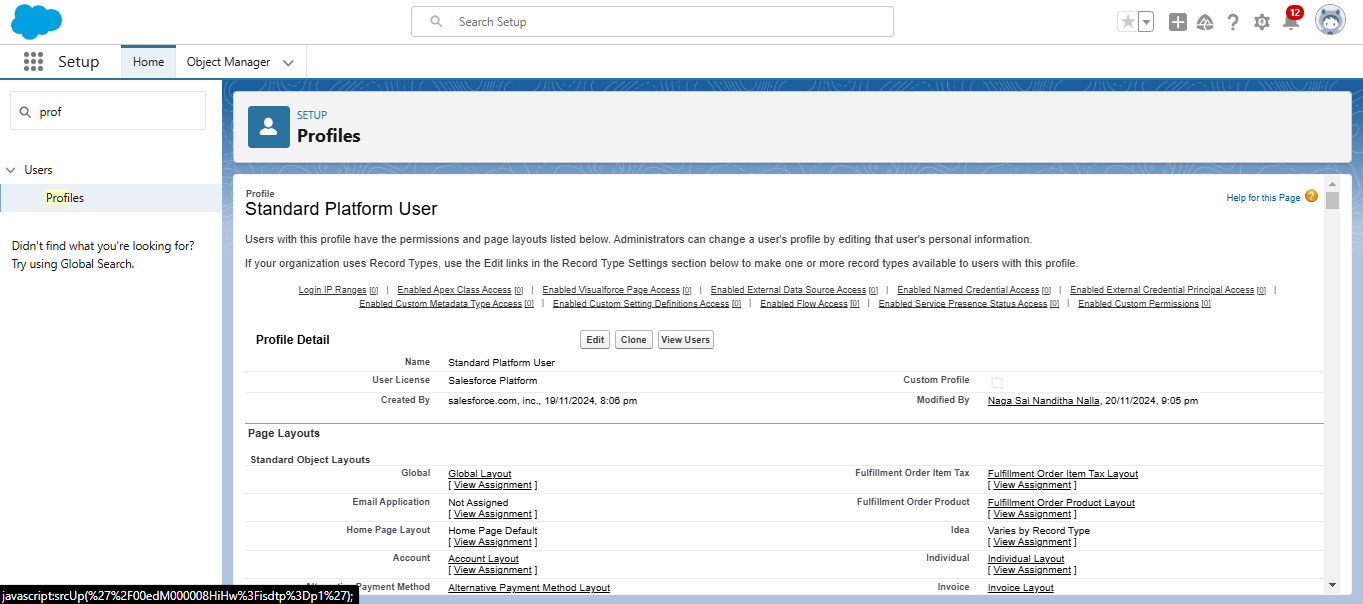 Search Setup
12
Setup
Home
Object Manager
prof
Users
Profiles
Didn't find what you're looking for?
Try using Global Search.
SETUP
Profiles
Profile
Standard Platform User
Help for this Page ?
Users with this profile have the permissions and page layouts listed below. Administrators can change a user's profile by editing that user's personal information.
If your organization uses Record Types, use the Edit links in the Record Type Settings section below to make one or more record types available to users with this profile.
Login IP Ranges [0] | Enabled Apex Class Access [0] | Enabled Visualforce Page Access [0] | Enabled External Data Source Access [0] | Enabled Named Credential Access [0] | Enabled External Credential Principal Access [0] |
Enabled Custom Metadata Type Access [0] | Enabled Custom Setting Definitions Access [0] | Enabled Flow Access [0] | Enabled Service Presence Status Access [0] | Enabled Custom Permissions [0]
Profile Detail Edit Clone View Users
Name Standard Platform User
User License Salesforce Platform Custom Profile
Created By salesforce.com, inc., 19/11/2024, 8:06 pm Modified By Naga Sai Nanditha Nalla, 20/11/2024, 9:05 pm
Page Layouts
Standard Object Layouts
Global Global Layout Fulfillment Order Item Tax Fulfillment Order Item Tax Layout
[ View Assignment ] [ View Assignment ]
Email Application Not Assigned Fulfillment Order Product Fulfillment Order Product Layout
[ View Assignment ] [ View Assignment ]
Home Page Layout Home Page Default Idea Varies by Record Type
[ View Assignment ] [ View Assignment ]
Account Account Layout Individual Individual Layout
[ View Assignment ] [ View Assignment ]
Alternative Payment Method Alternative Payment Method Layout Invoice Invoice Layout
javascript:srcUp(%27%2F00edM000008HiHw%3Fisdtp%3Dp1%27);